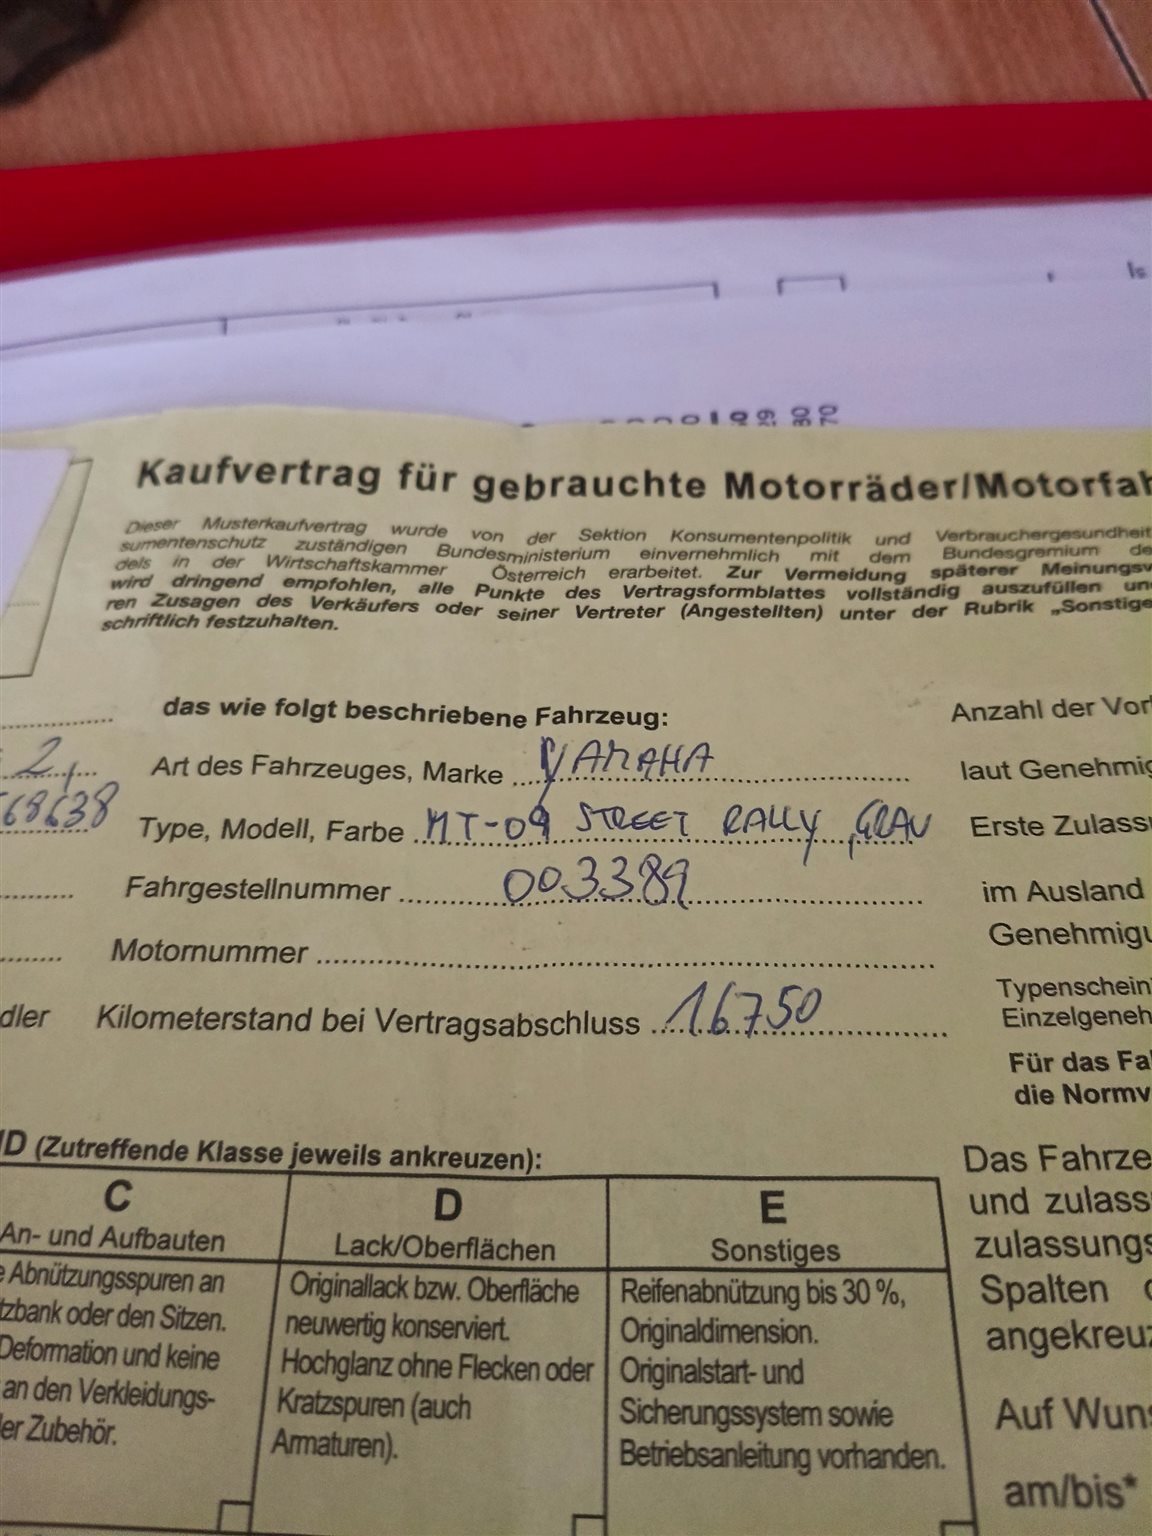 Kaufvertrag für gebrauchte Motorräder/Motorfah
Dieser Musterkaufvertrag wurde von der Sektion Konsumentenpolitik und Verbrauchergesundheit
sumentenschutz zuständigen Bundesministerium einvernehmlich mit dem Bundesgremium de
dels in der Wirtschaftskammer Österreich erarbeitet. Zur Vermeidung späterer Meinungsv
wird dringend empfohlen, alle Punkte des Vertragsformblattes vollständig auszufüllen un
ren Zusagen des Verkäufers oder seiner Vertreter (Angestellten) unter der Rubrik „Sonstige
schriftlich festzuhalten.
das wie folgt beschriebene Fahrzeug:
Anzahl der Vor
2,
Art des Fahrzeuges, Marke YAMAHA
laut Genehmig
68638
Type, Modell, Farbe MT-09 STREET RALLY, GRAU
Erste Zulass
Fahrgestellnummer 003389
im Ausland
Motornummer
Genehmigu
dler
Kilometerstand bei Vertragsabschluss 16750
Typenschein
Einzelgeneh
Für das Fa
die Normv
ND (Zutreffende Klasse jeweils ankreuzen):
C
An- und Aufbauten
e Abnützungsspuren an
tzbank oder den Sitzen.
Deformation und keine
an den Verkleidungs-
er Zubehör.
D
Lack/Oberflächen
Originallack bzw. Oberfläche
neuwertig konserviert.
Hochglanz ohne Flecken oder
Kratzspuren (auch
Armaturen).
E
Sonstiges
Reifenabnützung bis 30 %,
Originaldimension.
Originalstart- und
Sicherungssystem sowie
Betriebsanleitung vorhanden.
Das Fahrze
und zulass
zulassungs
Spalten
angekreuz
Auf Wuns
am/bis*